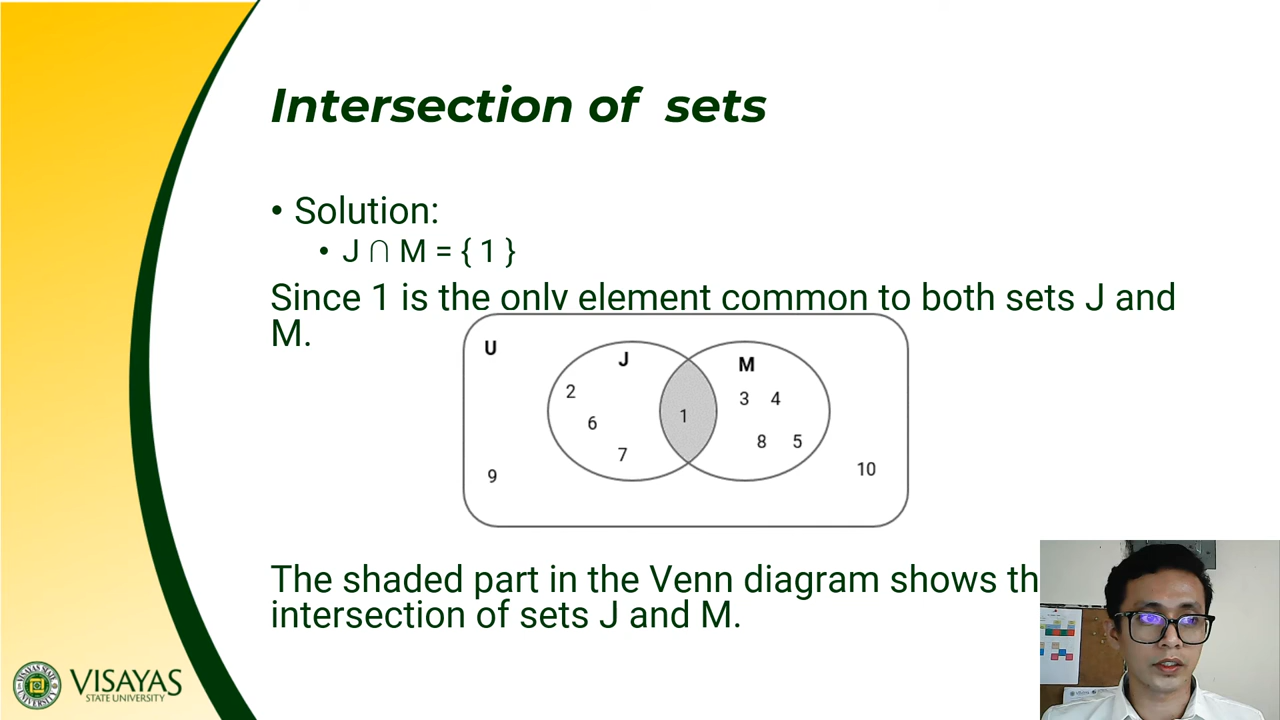 Intersection of sets
• Solution:
• J ∩ M = { 1 }
Since 1 is the only element common to both sets J and
M.
U
J
M
2
3 4
6
1
8 5
7
9
10
The shaded part in the Venn diagram shows th
intersection of sets J and M.
VISAYAS
STATE UNIVERSITY